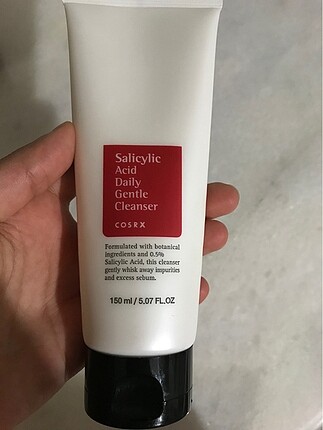 Salicylic
Acid
Daily
Gentle
Cleanser
COSRX
Formulated with botanical
ingredients and 0.5%
Salicylic Acid, this cleanser
gently whisk away impurities
and excess sebum.
150 ml / 5.07 FL.OZ